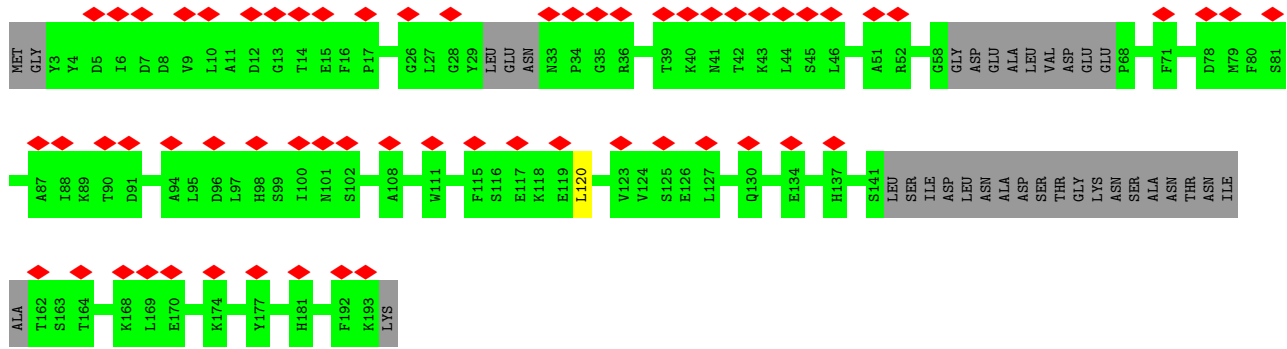 MET GLY Y3 Y4 D5 I6 D7 D8 V9 L10 A11 D12 G13 T14 E15 F16 P17 G26 L27 G28 Y29 LEU GLU ASN N33 P34 G35 R36 T39 K40 N41 T42 K43 L44 S45 L46 A51 R52 G58 GLY ASP GLU ALA LEU VAL ASP GLU GLU P68 F71 D78 M79 F80 S81
A87 I88 K89 T90 D91 A94 L95 D96 L97 H98 S99 I100 N101 S102 A108 W111 F115 S116 E117 K118 E119 L120 V123 V124 S125 E126 L127 Q130 E134 H137 S141 LEU SER ILE ASP LEU ASN ALA ASP SER THR GLY LYS ASN SER ALA ASN THR ASN ILE
ALA T162 S163 T164 K168 L169 E170 K174 Y177 H181 F192 K193 LYS